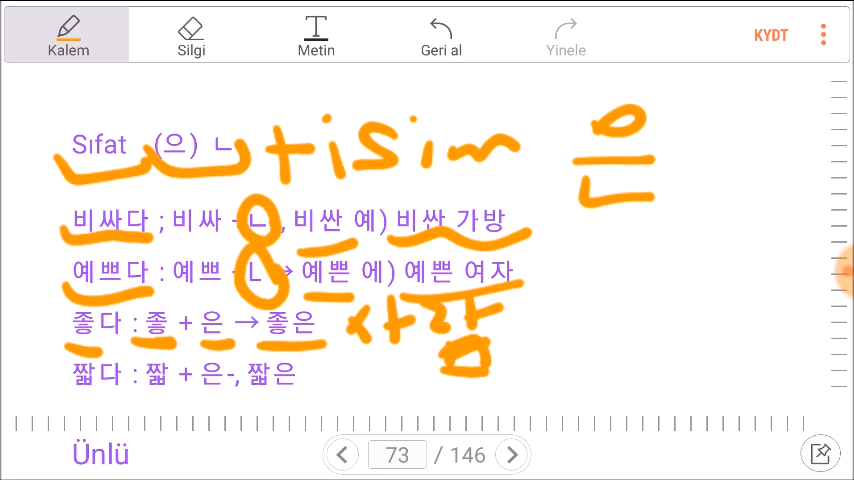 Kalem Silgi Metin Geri al Yinele KYDT
Sıfat (으) ㄴ + isim 은
비싸다 ; 비싸 +ㄴ, 비싼 예) 비싼 가방
예쁘다 : 예쁘 +L → 예쁜 에) 예쁜 여자
좋다 : 좋 + 은 → 좋은 사람
짧다 : 짧 + 은-, 짧은
Ünlü
73 / 146